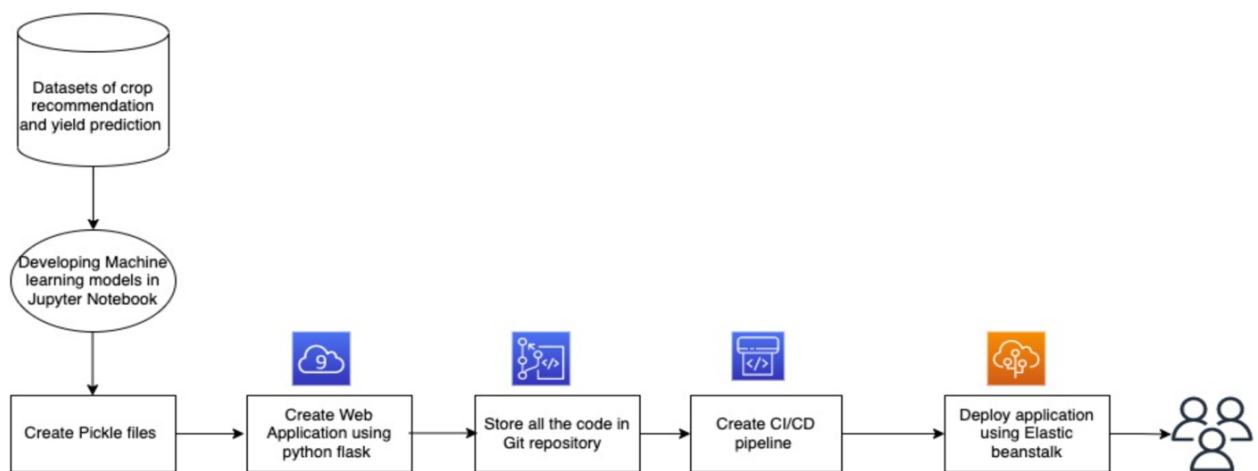 Datasets of crop
recommendation
and yield prediction
Developing Machine
learning models in
Jupyter Notebook
Create Pickle files
9
Create Web
Application using
python flask
</>
Store all the code in
Git repository
</>
Create CI/CD
pipeline
Deploy application
using Elastic
beanstalk